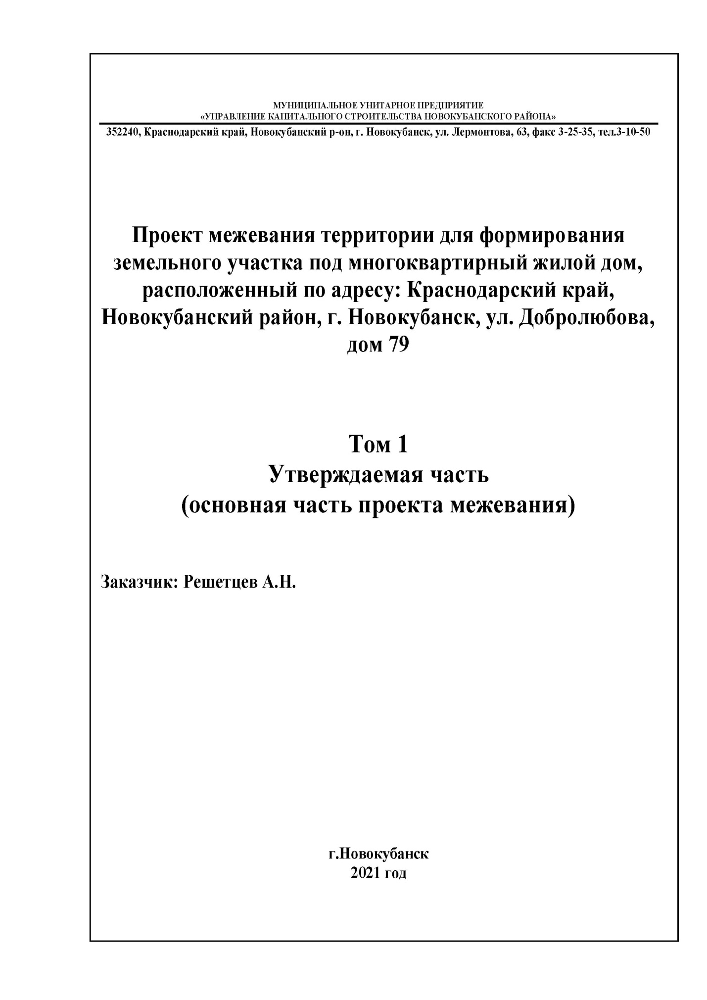 МУНИЦИПАЛЬНОЕ УНИТАРНОЕ ПРЕДПРИЯТИЕ
«УПРАВЛЕНИЕ КАПИТАЛЬНОГО СТРОИТЕЛЬСТВА НОВОКУБАНСКОГО РАЙОНА»
352240, Краснодарский край, Новокубанский р-он, г. Новокубанск, ул. Лермонтова, 63, факс 3-25-35, тел.3-10-50
Проект межевания территории для формирования
земельного участка под многоквартирный жилой дом,
расположенный по адресу: Краснодарский край,
Новокубанский район, г. Новокубанск, ул. Добролюбова,
дом 79
Том 1
Утверждаемая часть
(основная часть проекта межевания)
Заказчик: Решетцев А.Н.
г.Новокубанск
2021 год